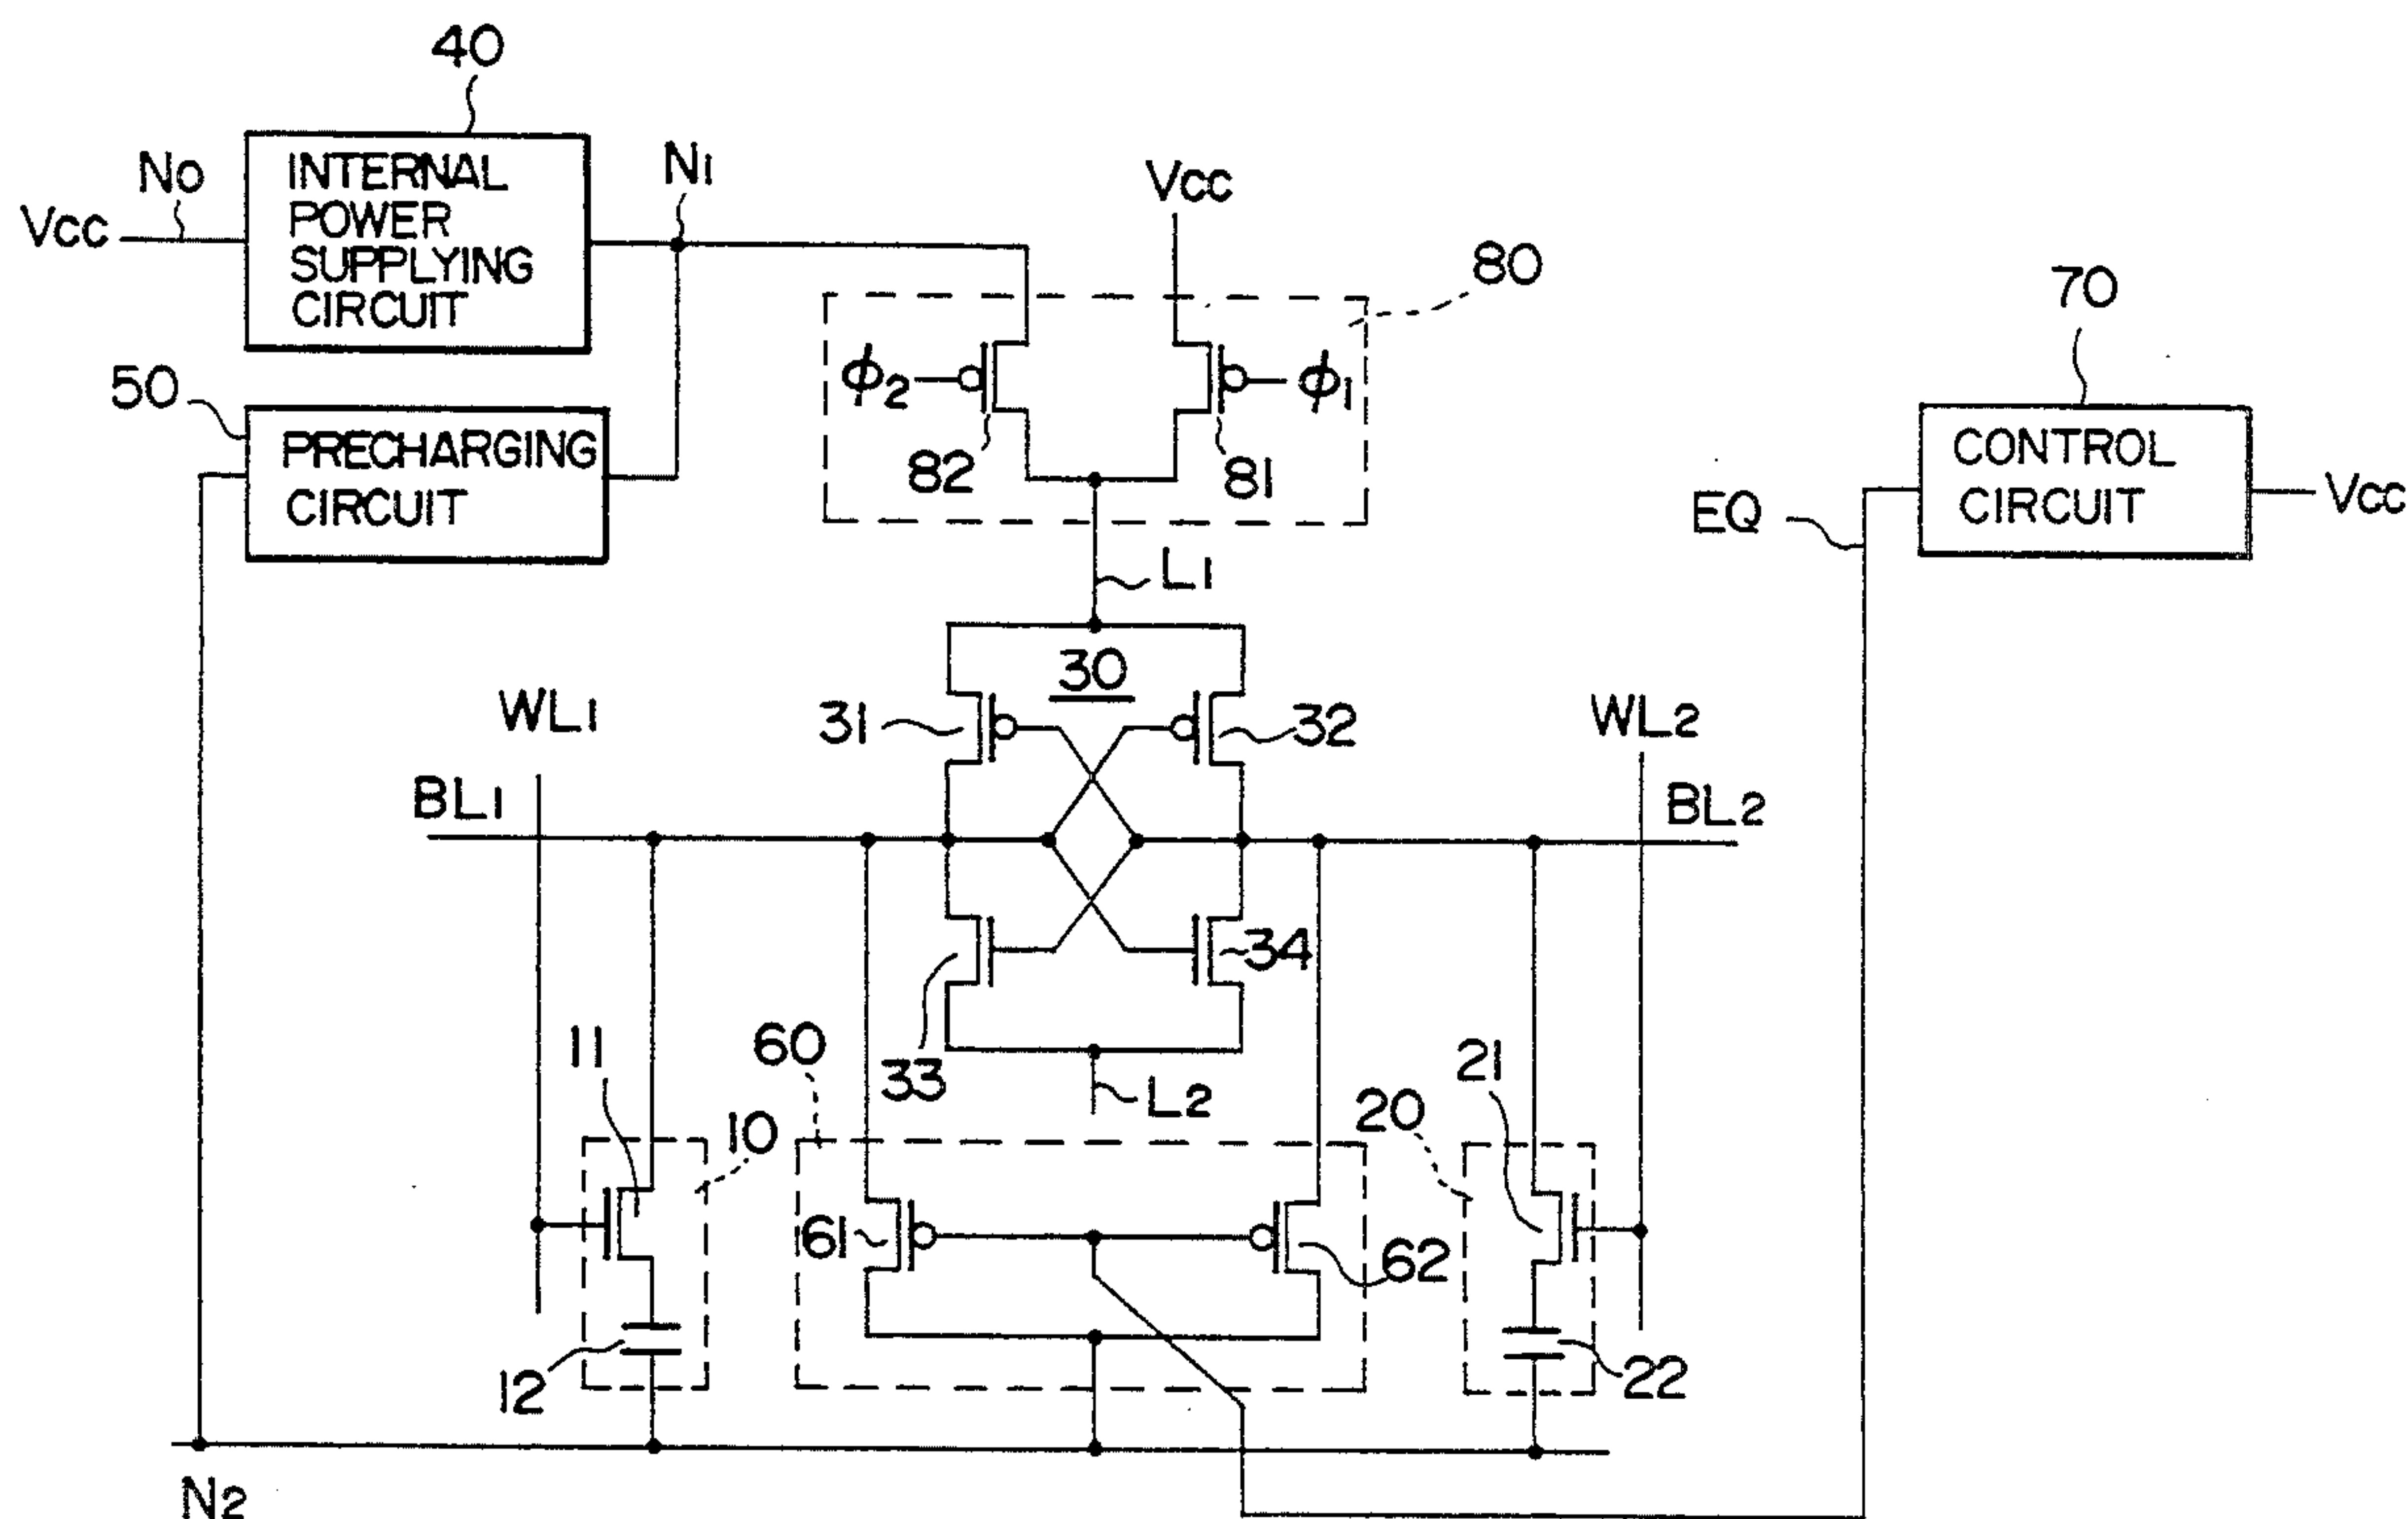 40
No
Vcc
INTERNAL
POWER
SUPPLYING
CIRCUIT
N1
Vcc
80
70
50
PRECHARGING
CIRCUIT
ϕ2
ϕ1
82
81
CONTROL
CIRCUIT
Vcc
EQ
L1
30
WL1
31
32
WL2
BL1
BL2
34
11
60
33
L2
21
10
20
61
62
12
22
N2